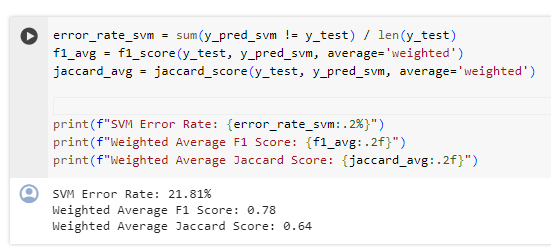 error_rate_svm = sum(y_pred_svm != y_test) / len(y_test)
f1_avg = f1_score(y_test, y_pred_svm, average='weighted')
jaccard_avg = jaccard_score(y_test, y_pred_svm, average='weighted')
print(f"SVM Error Rate: {error_rate_svm:.2%}")
print(f"Weighted Average F1 Score: {f1_avg:.2f}")
print(f"Weighted Average Jaccard Score: {jaccard_avg:.2f}")
SVM Error Rate: 21.81%
Weighted Average F1 Score: 0.78
Weighted Average Jaccard Score: 0.64